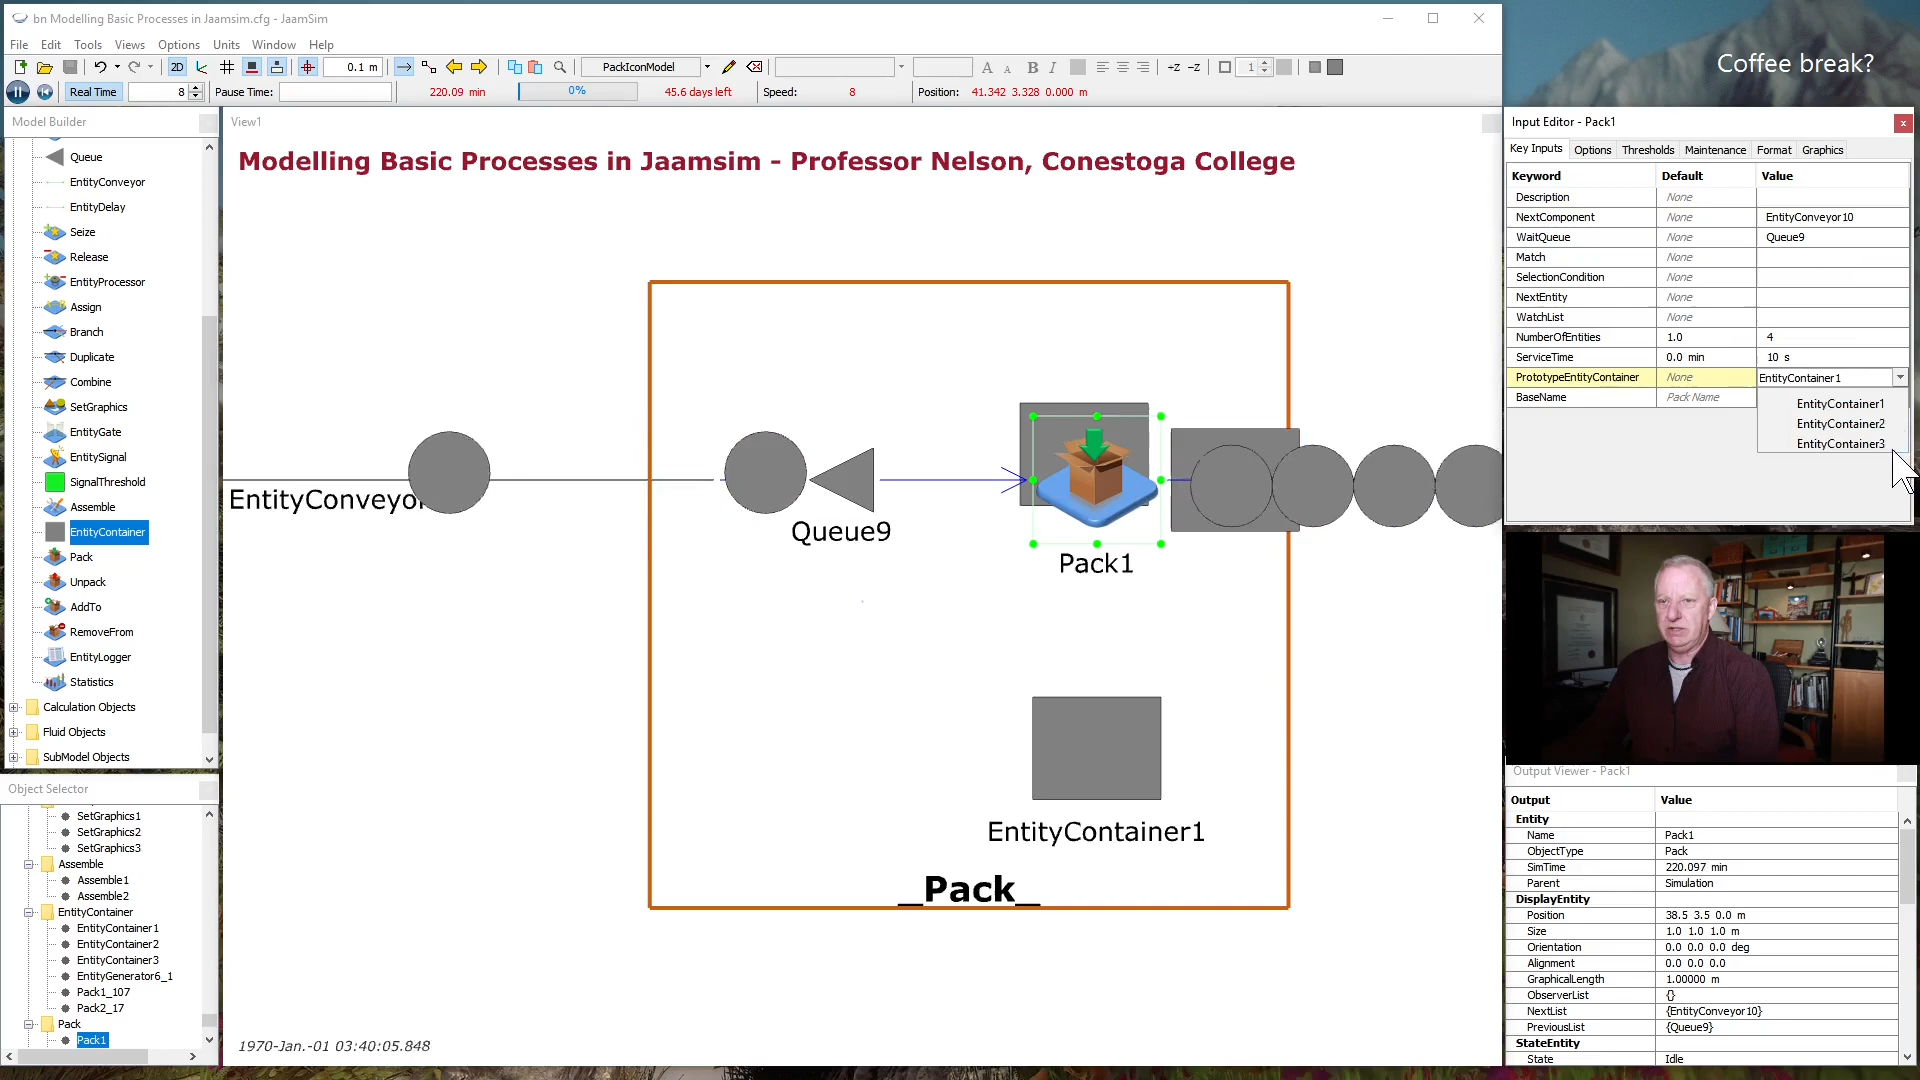 bn Modelling Basic Processes in Jaamsim.cfg - JaamSim
File Edit Tools Views Options Units Window Help
2D 0.1 m PackIconModel A A B I +Z -Z 1
Real Time 8 Pause Time: 220.09 min 0% 45.6 days left Speed: 8 Position: 41.342 3.328 0.000 m
Coffee break?
Model Builder
Queue
EntityConveyor
EntityDelay
Seize
Release
EntityProcessor
Assign
Branch
Duplicate
Combine
SetGraphics
EntityGate
EntitySignal
SignalThreshold
Assemble
EntityContainer
Pack
Unpack
AddTo
RemoveFrom
EntityLogger
Statistics
Calculation Objects
Fluid Objects
SubModel Objects
Object Selector
SetGraphics1
SetGraphics2
SetGraphics3
Assemble
Assemble1
Assemble2
EntityContainer
EntityContainer1
EntityContainer2
EntityContainer3
EntityGenerator6_1
Pack1_107
Pack2_17
Pack
Pack1
View1
Modelling Basic Processes in Jaamsim - Professor Nelson, Conestoga College
EntityConveyor
Queue9
Pack1
EntityContainer1
_Pack_
1970-Jan.-01 03:40:05.848
Input Editor - Pack1
Key Inputs Options Thresholds Maintenance Format Graphics
Keyword Default Value
Description None
NextComponent None EntityConveyor10
WaitQueue None Queue9
Match None
SelectionCondition None
NextEntity None
WatchList None
NumberOfEntities 1.0 4
ServiceTime 0.0 min 10 s
PrototypeEntityContainer None EntityContainer1
BaseName Pack Name
EntityContainer1
EntityContainer2
EntityContainer3
Output Viewer - Pack1
Output Value
Entity
Name Pack1
ObjectType Pack
SimTime 220.097 min
Parent Simulation
DisplayEntity
Position 38.5 3.5 0.0 m
Size 1.0 1.0 1.0 m
Orientation 0.0 0.0 0.0 deg
Alignment 0.0 0.0 0.0
GraphicalLength 1.00000 m
ObserverList {}
NextList {EntityConveyor10}
PreviousList {Queue9}
StateEntity
State Idle